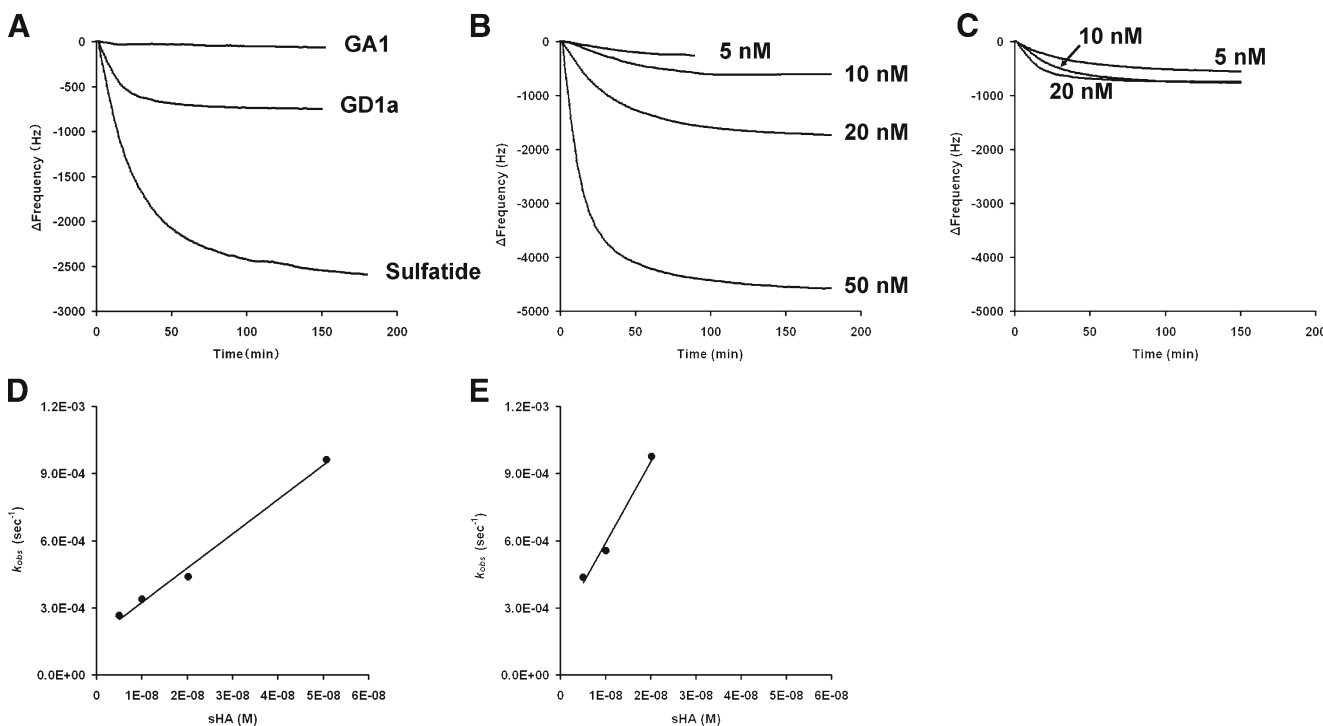 A
B
C
0
-500
-1000
-1500
-2000
-2500
-3000
ΔFrequency (Hz)
GA1
GD1a
Sulfatide
0
50
100
150
200
Time(min)
0
-1000
-2000
-3000
-4000
-5000
ΔFrequency (Hz)
5 nM
10 nM
20 nM
50 nM
0
50
100
150
200
Time (min)
0
-1000
-2000
-3000
-4000
-5000
ΔFrequency (Hz)
10 nM
5 nM
20 nM
0
50
100
150
200
Time (min)
D
E
1.2E-03
9.0E-04
6.0E-04
3.0E-04
0.0E+00
kobs (sec-1)
0
1E-08
2E-08
3E-08
4E-08
5E-08
6E-08
sHA (M)
1.2E-03
9.0E-04
6.0E-04
3.0E-04
0.0E+00
kobs (sec-1)
0
1E-08
2E-08
3E-08
4E-08
5E-08
6E-08
sHA (M)